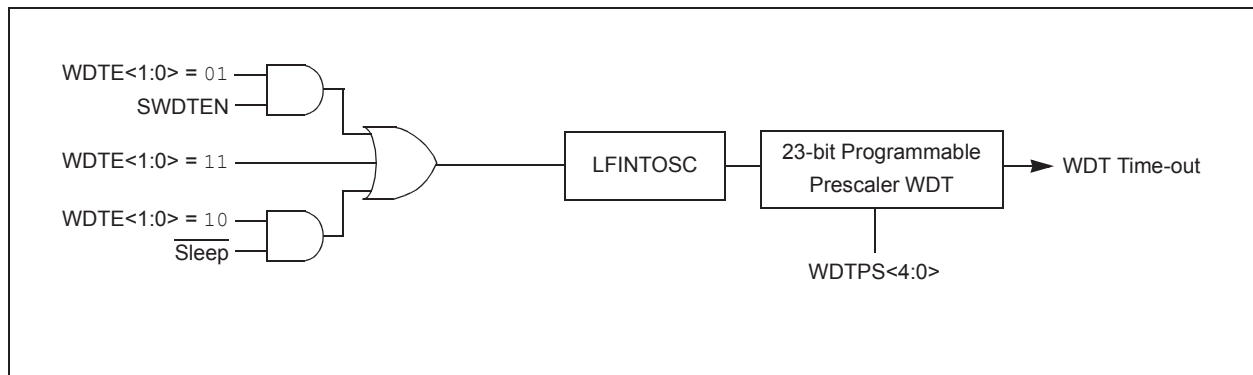 WDTE<1:0> = 01
SWDTEN
WDTE<1:0> = 11
WDTE<1:0> = 10
Sleep
LFINTOSC
23-bit Programmable
Prescaler WDT
WDT Time-out
WDTPS<4:0>